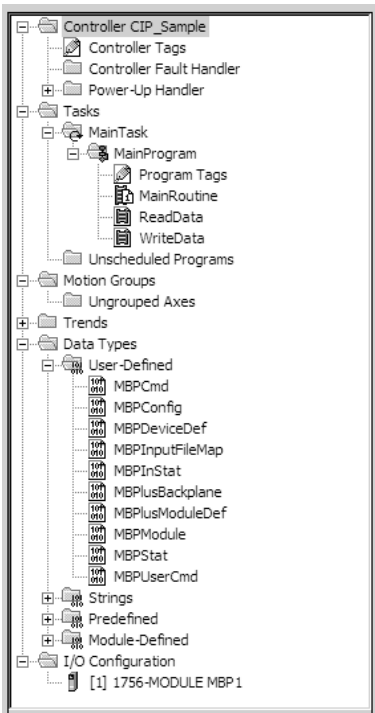 Controller CIP_Sample
Controller Tags
Controller Fault Handler
Power-Up Handler
Tasks
MainTask
MainProgram
Program Tags
MainRoutine
ReadData
WriteData
Unscheduled Programs
Motion Groups
Ungrouped Axes
Trends
Data Types
User-Defined
MBPCmd
MBPConfig
MBPDeviceDef
MBPInputFileMap
MBPInStat
MBPlusBackplane
MBPlusModuleDef
MBPModule
MBPStat
MBPUserCmd
Strings
Predefined
Module-Defined
I/O Configuration
[1] 1756-MODULE MBP1